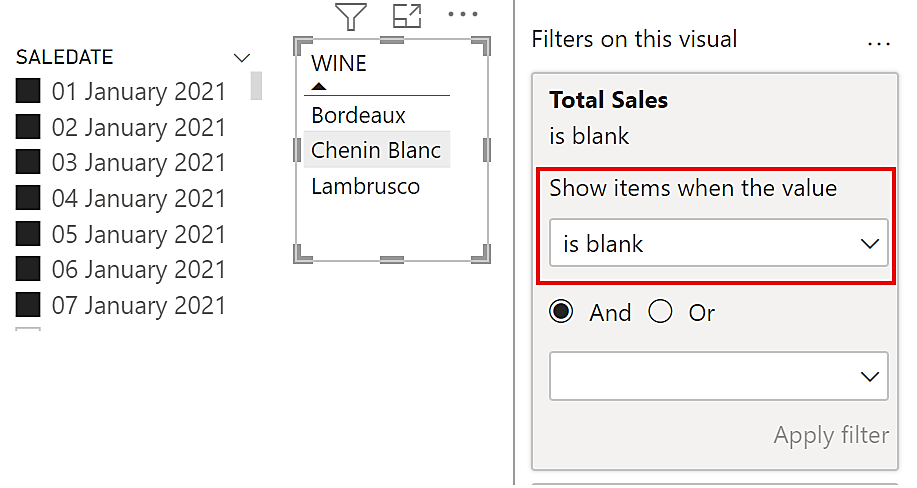 SALEDATE
01 January 2021
02 January 2021
03 January 2021
04 January 2021
05 January 2021
06 January 2021
07 January 2021
WINE
Bordeaux
Chenin Blanc
Lambrusco
Filters on this visual
...
Total Sales
is blank
Show items when the value
is blank
And Or
Apply filter